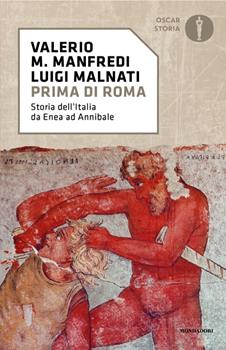 OSCAR
STORIA
VALERIO
M. MANFREDI
LUIGI MALNATI
PRIMA DI ROMA
Storia dell'Italia
da Enea ad Annibale
MONDADORI